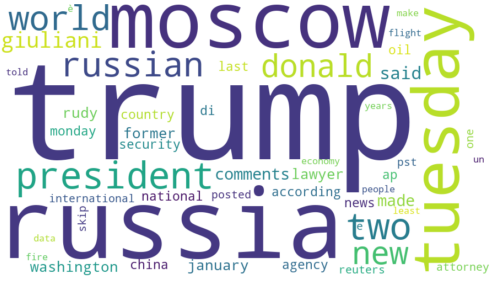 world moscow
make
flight
giuliani
oil
told
russian last donald said
tuesday
trump
rudy country di
years
one
monday former
security
pst un
economy
president comments lawyer ap
international national posted according people news made
least
russia two
skip
e
new
data
fire
washington china january agency reuters attorney
è